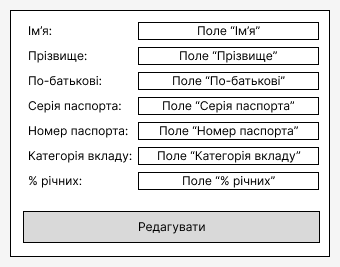 Ім’я: Поле “Ім’я”
Прізвище: Поле “Прізвище”
По-батькові: Поле “По-батькові”
Серія паспорта: Поле “Серія паспорта”
Номер паспорта: Поле “Номер паспорта”
Категорія вкладу: Поле “Категорія вкладу”
% річних: Поле “% річних”
Редагувати